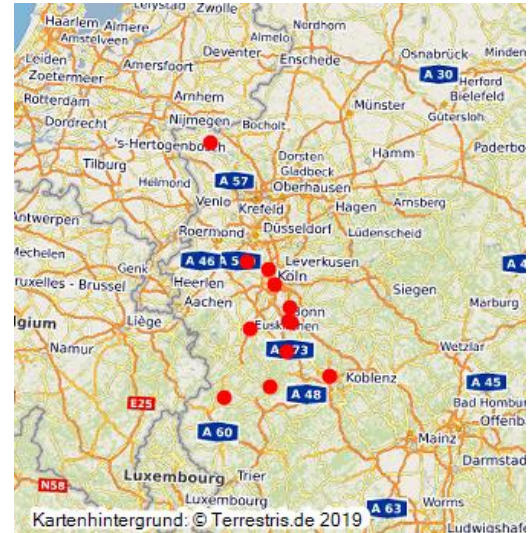 Lelystad Zwolle
Nordhorn
Haarlem Almere
Almelo
Amstelveen
Deventer
Osnabrück
Minden
Leiden
Amersfoort
Enschede
A 30
Herford
Zoetermeer
Bielefeld
Rotterdam
Arnhem
Münster
Gütersloh
Dordrecht
Nijmegen
's-Hertogenbosch
Bocholt
Paderbo
Tilburg
Dorsten
Hamm
Gladbeck
Helmond
A 57
Oberhausen
Venlo
Krefeld
Hagen
Arnsberg
Antwerpen
Roermond
Düsseldorf
Lüdenscheid
Mechelen
Genk
A 46
A 5
Leverkusen
A 4
Bruxelles - Brussel
Heerlen
Köln
Siegen
Aachen
Marburg
Liège
Bonn
lgium
Euskirchen
Namur
A 73
Wetzlar
Koblenz
A 45
E25
A 48
Bad Homburg
Offenba
A 60
Mainz
Darmstad
Luxembourg
Trier
N58
Luxembourg
Worms
A 63
Ludwigshafe
Kartenhintergrund: © Terrestris.de 2019